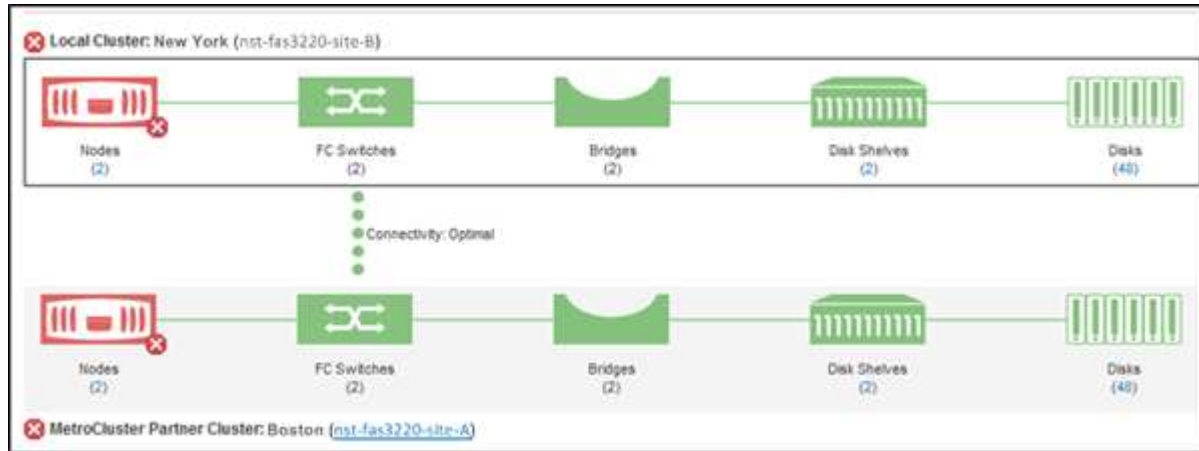 Local Cluster: New York (nst-fas3220-site-B)
Nodes FC Switches Bridges Disk Shelves Disks
(2) (2) (2) (2) (48)
Connectivity: Optimal
Nodes FC Switches Bridges Disk Shelves Disks
(2) (2) (2) (2) (48)
MetroCluster Partner Cluster: Boston (nst-fas3220-site-A)